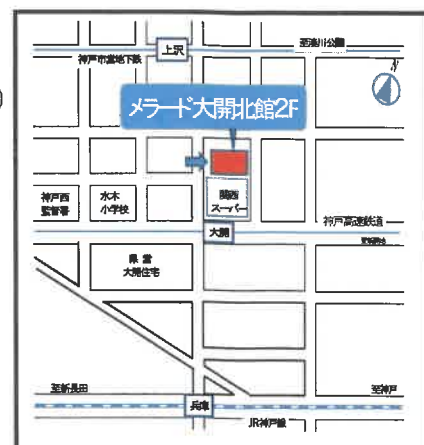 上沢
至湊川公園
神戸市営地下鉄
メラード大開北館2F
神戸西
監督署
水木
小学校
関西
スーパー
神戸高速鉄道
大開
県営
大開住宅
至新長田
至神戸
兵庫
JR神戸線